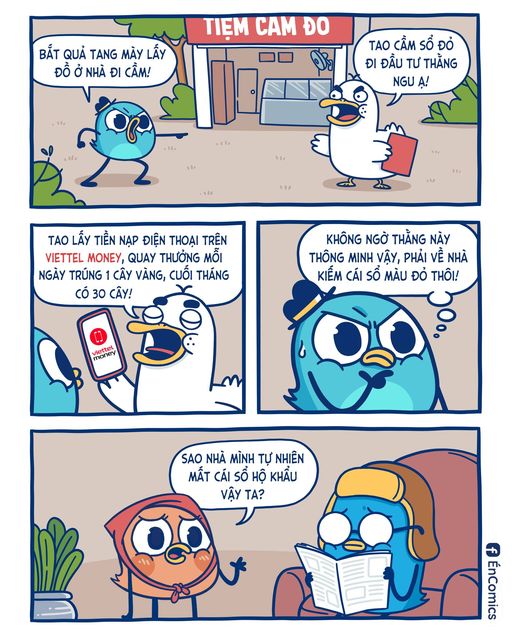 TIỆM CẦM ĐỒ
BẮT QUẢ TANG MÀY LẤY
ĐỒ Ở NHÀ ĐI CẦM!
TAO CẦM SỔ ĐỎ
ĐI ĐẦU TƯ THẰNG
NGU Ạ!
TAO LẤY TIỀN NẠP ĐIỆN THOẠI TRÊN
VIETTEL MONEY, QUAY THƯỞNG MỖI
NGÀY TRÚNG 1 CÂY VÀNG, CUỐI THÁNG
CÓ 30 CÂY!
viettel
money
KHÔNG NGỜ THẰNG NÀY
THÔNG MINH VẬY, PHẢI VỀ NHÀ
KIẾM CÁI SỔ MÀU ĐỎ THÔI!
SAO NHÀ MÌNH TỰ NHIÊN
MẤT CÁI SỔ HỘ KHẨU
VẬY TA?
ÉnComics